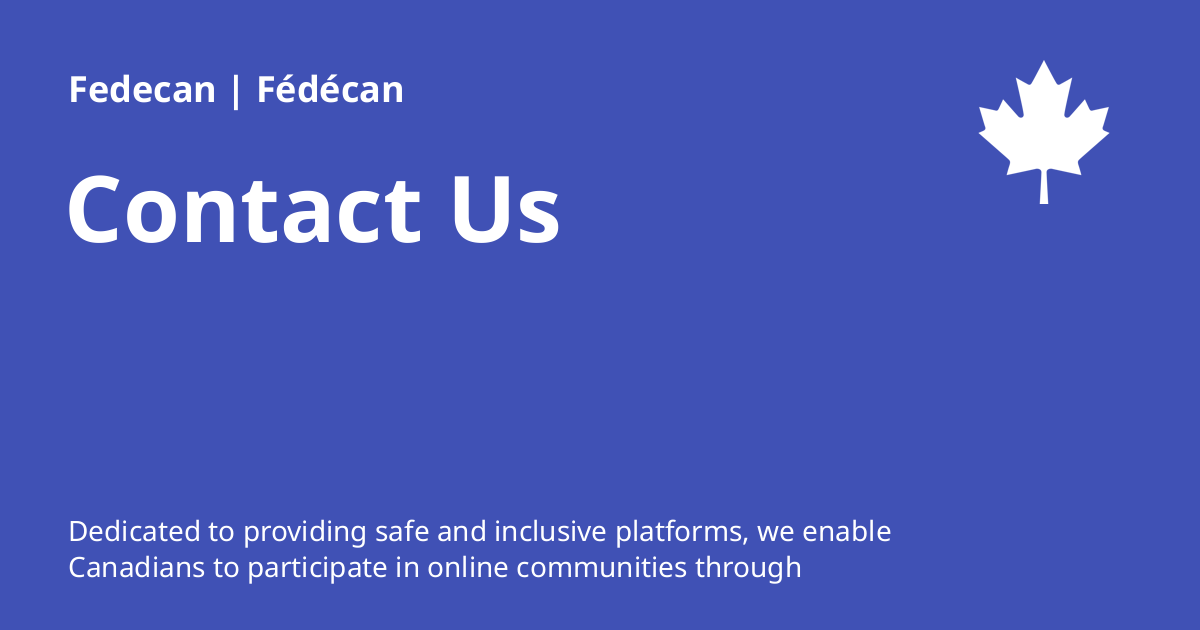 Fedecan | Fédécan
Contact Us
Dedicated to providing safe and inclusive platforms, we enable
Canadians to participate in online communities through